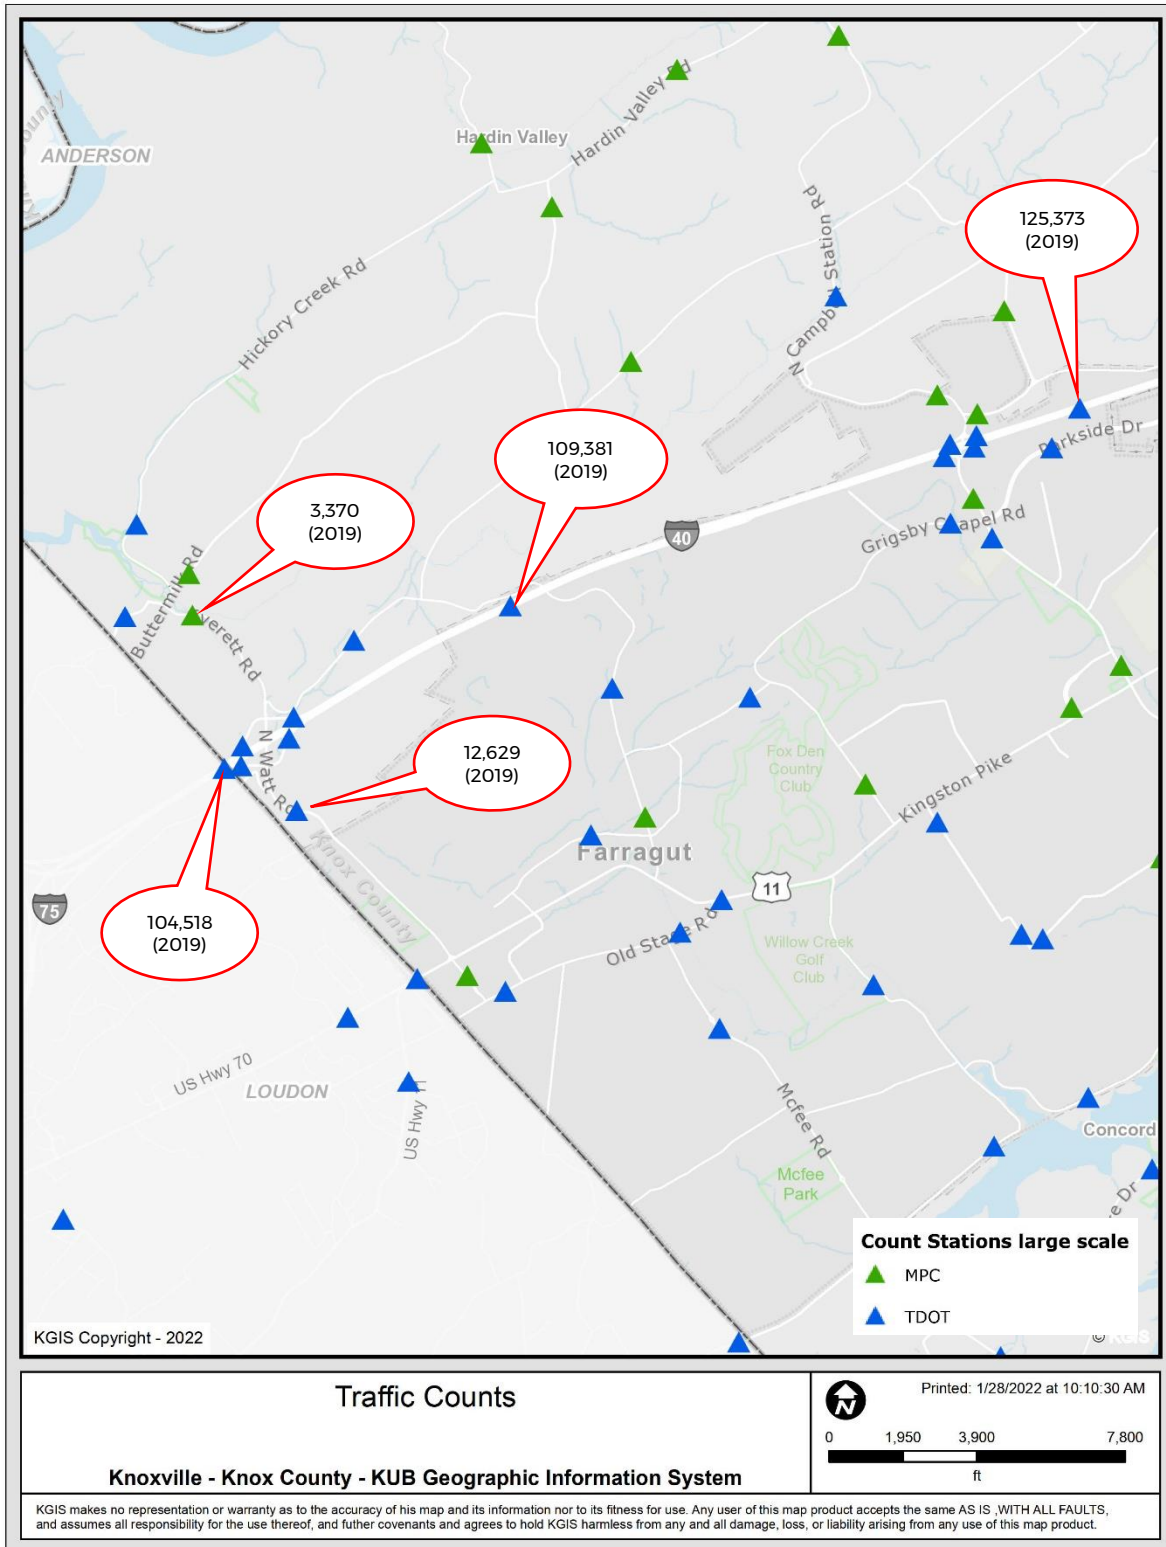 County
ANDERSON
Hardin Valley
Hardin Valley Rd
N Campbell Station Rd
125,373
(2019)
Hickory Creek Rd
109,381
(2019)
Parkside Dr
3,370
(2019)
40
Grigsby Chapel Rd
Buttermilk Rd
Everett Rd
N Watt Rd
12,629
(2019)
Fox Den
Country
Club
Kingston Pike
Knox County
Farragut
11
75
104,518
(2019)
Old Stage Rd
Willow Creek
Golf
Club
US Hwy 70
LOUDON
US Hwy 11
Mcfee Rd
Concord
Mcfee
Park
re Dr
Count Stations large scale
MPC
TDOT
KGIS Copyright - 2022
© KGIS
Traffic Counts
Knoxville - Knox County - KUB Geographic Information System
N
Printed: 1/28/2022 at 10:10:30 AM
0 1,950 3,900 7,800
ft
KGIS makes no representation or warranty as to the accuracy of his map and its information nor to its fitness for use. Any user of this map product accepts the same AS IS ,WITH ALL FAULTS,
and assumes all responsibility for the use thereof, and futher covenants and agrees to hold KGIS harmless from any and all damage, loss, or liability arising from any use of this map product.